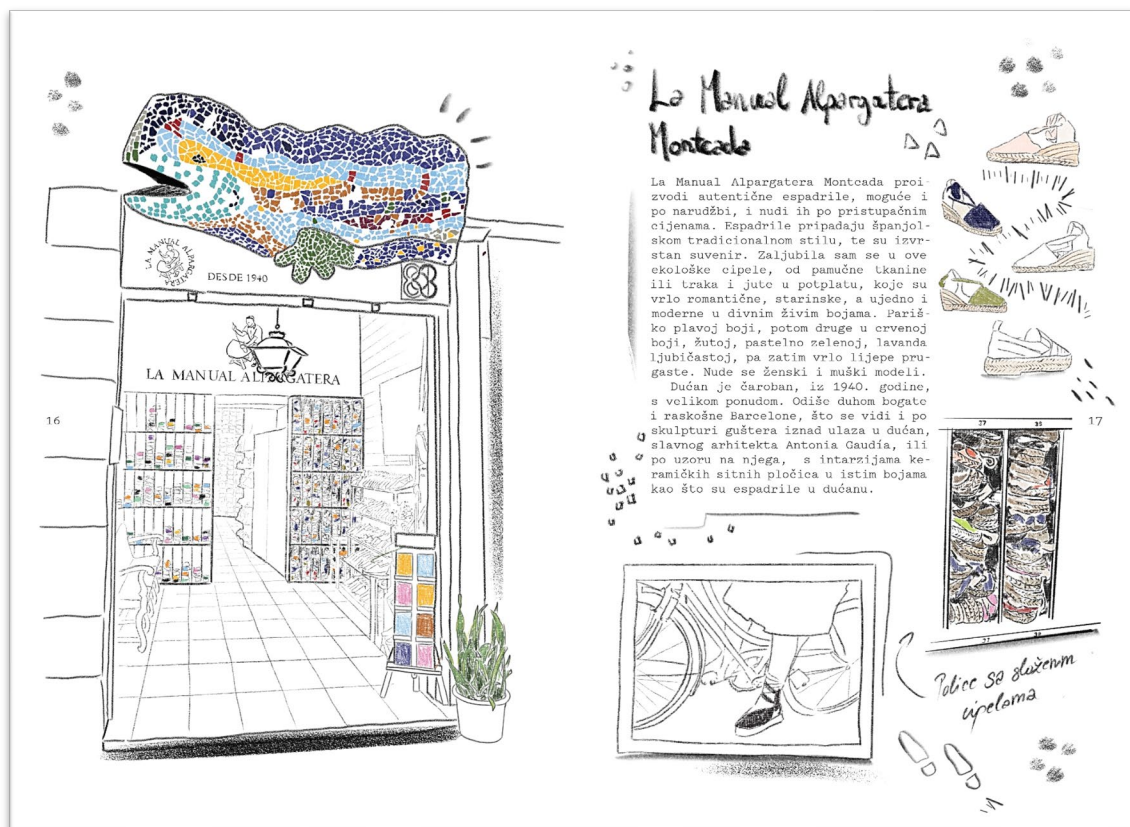 LA MANUAL ALPARGATERA
DESDE 1940
LA MANUAL ALPARGATERA
16
La Manual Alpargatera
Montcada
La Manual Alpargatera Montcada proi-
zvodi autentične espadrile, moguće i
po narudžbi, i nudi ih po pristupačnim
cijenama. Espadrile pripadaju španjol-
skom tradicionalnom stilu, te su izvr-
stan suvenir. Zaljubila sam se u ove
ekološke cipele, od pamučne tkanine
ili traka i jute u potplatu, koje su
vrlo romantične, starinske, a ujedno i
moderne u divnim živim bojama. Pariš-
ko plavoj boji, potom druge u crvenoj
boji, žutoj, pastelno zelenoj, lavanda
ljubičastoj, pa zatim vrlo lijepe pru-
gaste. Nude se ženski i muški modeli.
Dućan je čaroban, iz 1940. godine,
s velikom ponudom. Odiše duhom bogate
i raskošne Barcelone, što se vidi i po
skulpturi guštera iznad ulaza u dućan,
slavnog arhitekta Antonia Gaudía, ili
po uzoru na njega, s intarzijama ke-
ramičkih sitnih pločica u istim bojama
kao što su espadrile u dućanu.
17
37
Police sa složenim
cipelama